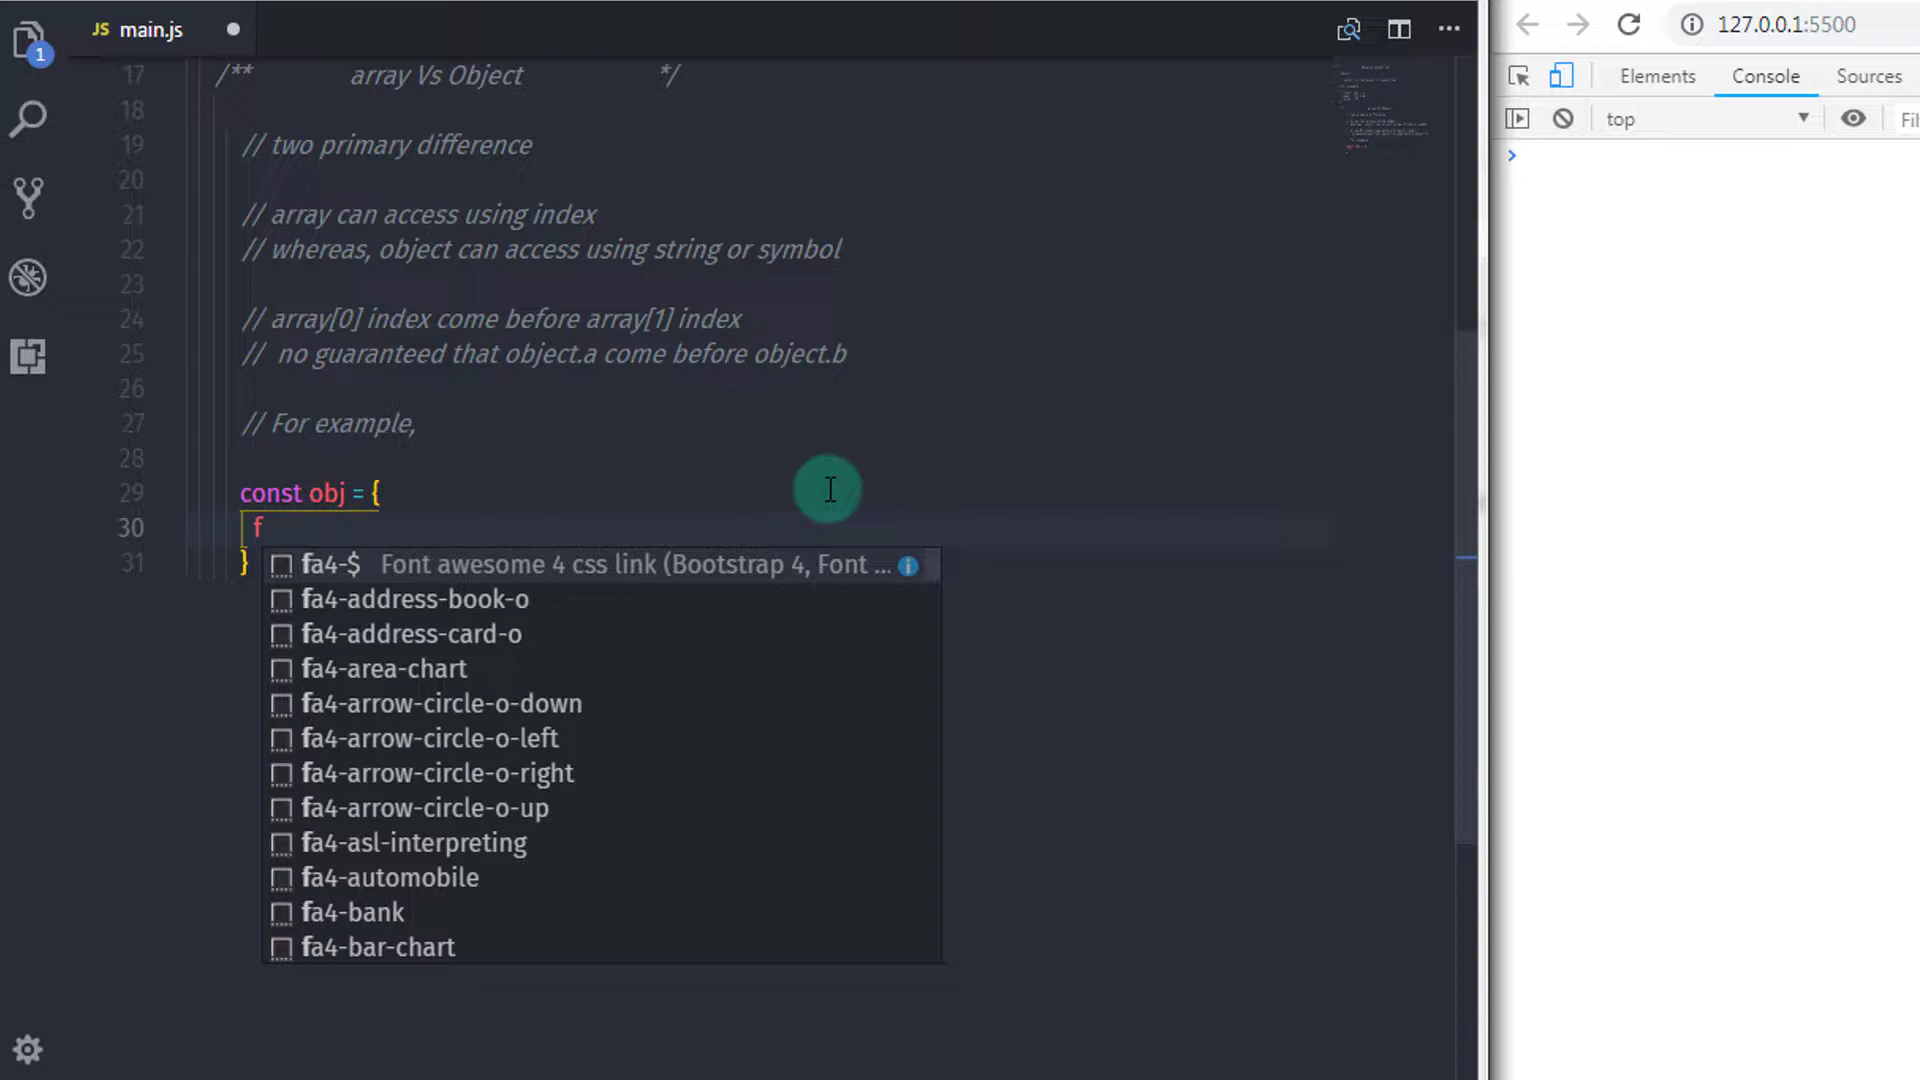 JS main.js
127.0.0.1:5500
Elements Console Sources
top Fil
1
17 /** array Vs Object */
18
19 // two primary difference
20
21 // array can access using index
22 // whereas, object can access using string or symbol
23
24 // array[0] index come before array[1] index
25 // no guaranteed that object.a come before object.b
26
27 // For example,
28
29 const obj = {
30 f
31 }
fa4-$ Font awesome 4 css link (Bootstrap 4, Font ...
fa4-address-book-o
fa4-address-card-o
fa4-area-chart
fa4-arrow-circle-o-down
fa4-arrow-circle-o-left
fa4-arrow-circle-o-right
fa4-arrow-circle-o-up
fa4-asl-interpreting
fa4-automobile
fa4-bank
fa4-bar-chart